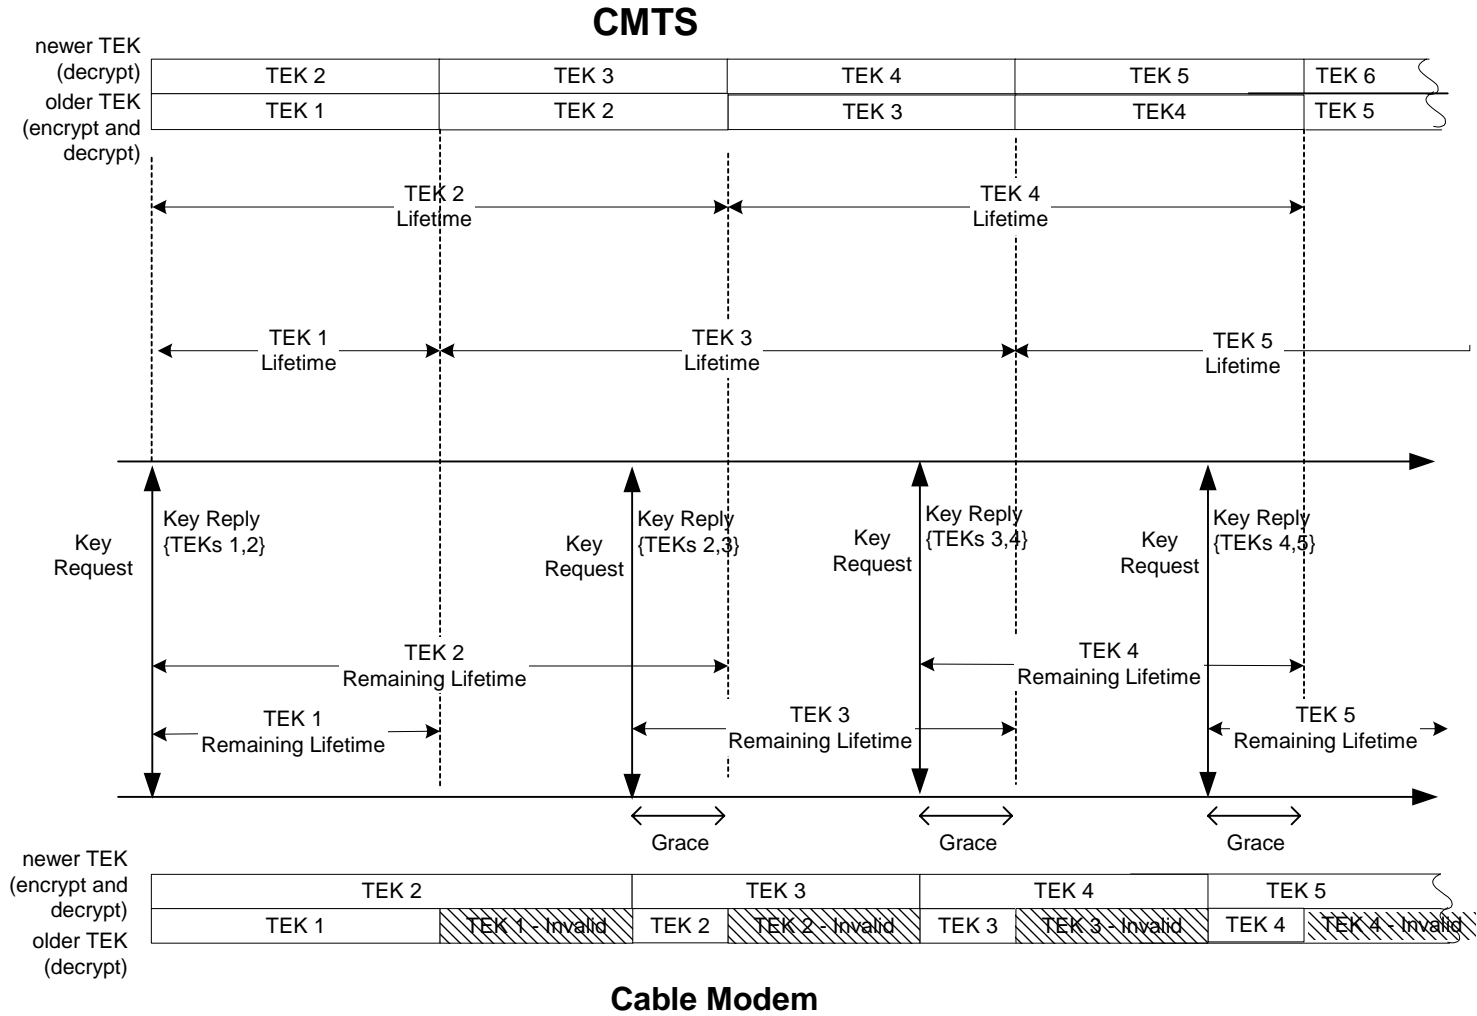 CMTS
newer TEK
(decrypt)
older TEK
(encrypt and
decrypt)
TEK 2
TEK 3
TEK 4
TEK 5
TEK 6
TEK 1
TEK 2
TEK 3
TEK4
TEK 5
TEK 2
Lifetime
TEK 4
Lifetime
TEK 1
Lifetime
TEK 3
Lifetime
TEK 5
Lifetime
Key
Request
Key Reply
{TEKs 1,2}
Key
Request
Key Reply
{TEKs 2,3}
Key
Request
Key Reply
{TEKs 3,4}
Key
Request
Key Reply
{TEKs 4,5}
TEK 2
Remaining Lifetime
TEK 4
Remaining Lifetime
TEK 1
Remaining Lifetime
TEK 3
Remaining Lifetime
TEK 5
Remaining Lifetime
Grace
Grace
Grace
newer TEK
(encrypt and
decrypt)
older TEK
(decrypt)
TEK 2
TEK 3
TEK 4
TEK 5
TEK 1
TEK 1 - Invalid
TEK 2
TEK 2 - Invalid
TEK 3
TEK 3 - Invalid
TEK 4
TEK 4 - Invalid
Cable Modem